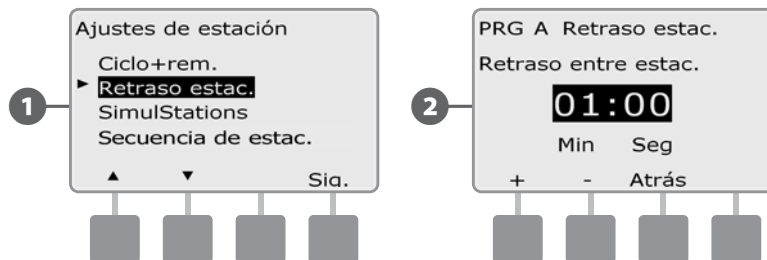 1
Ajustes de estación
Ciclo+rem.
► Retraso estac.
SimulStations
Secuencia de estac.
▲ ▼ Sig.
2
PRG A Retraso estac.
Retraso entre estac.
01:00
Min Seg
+ - Atrás